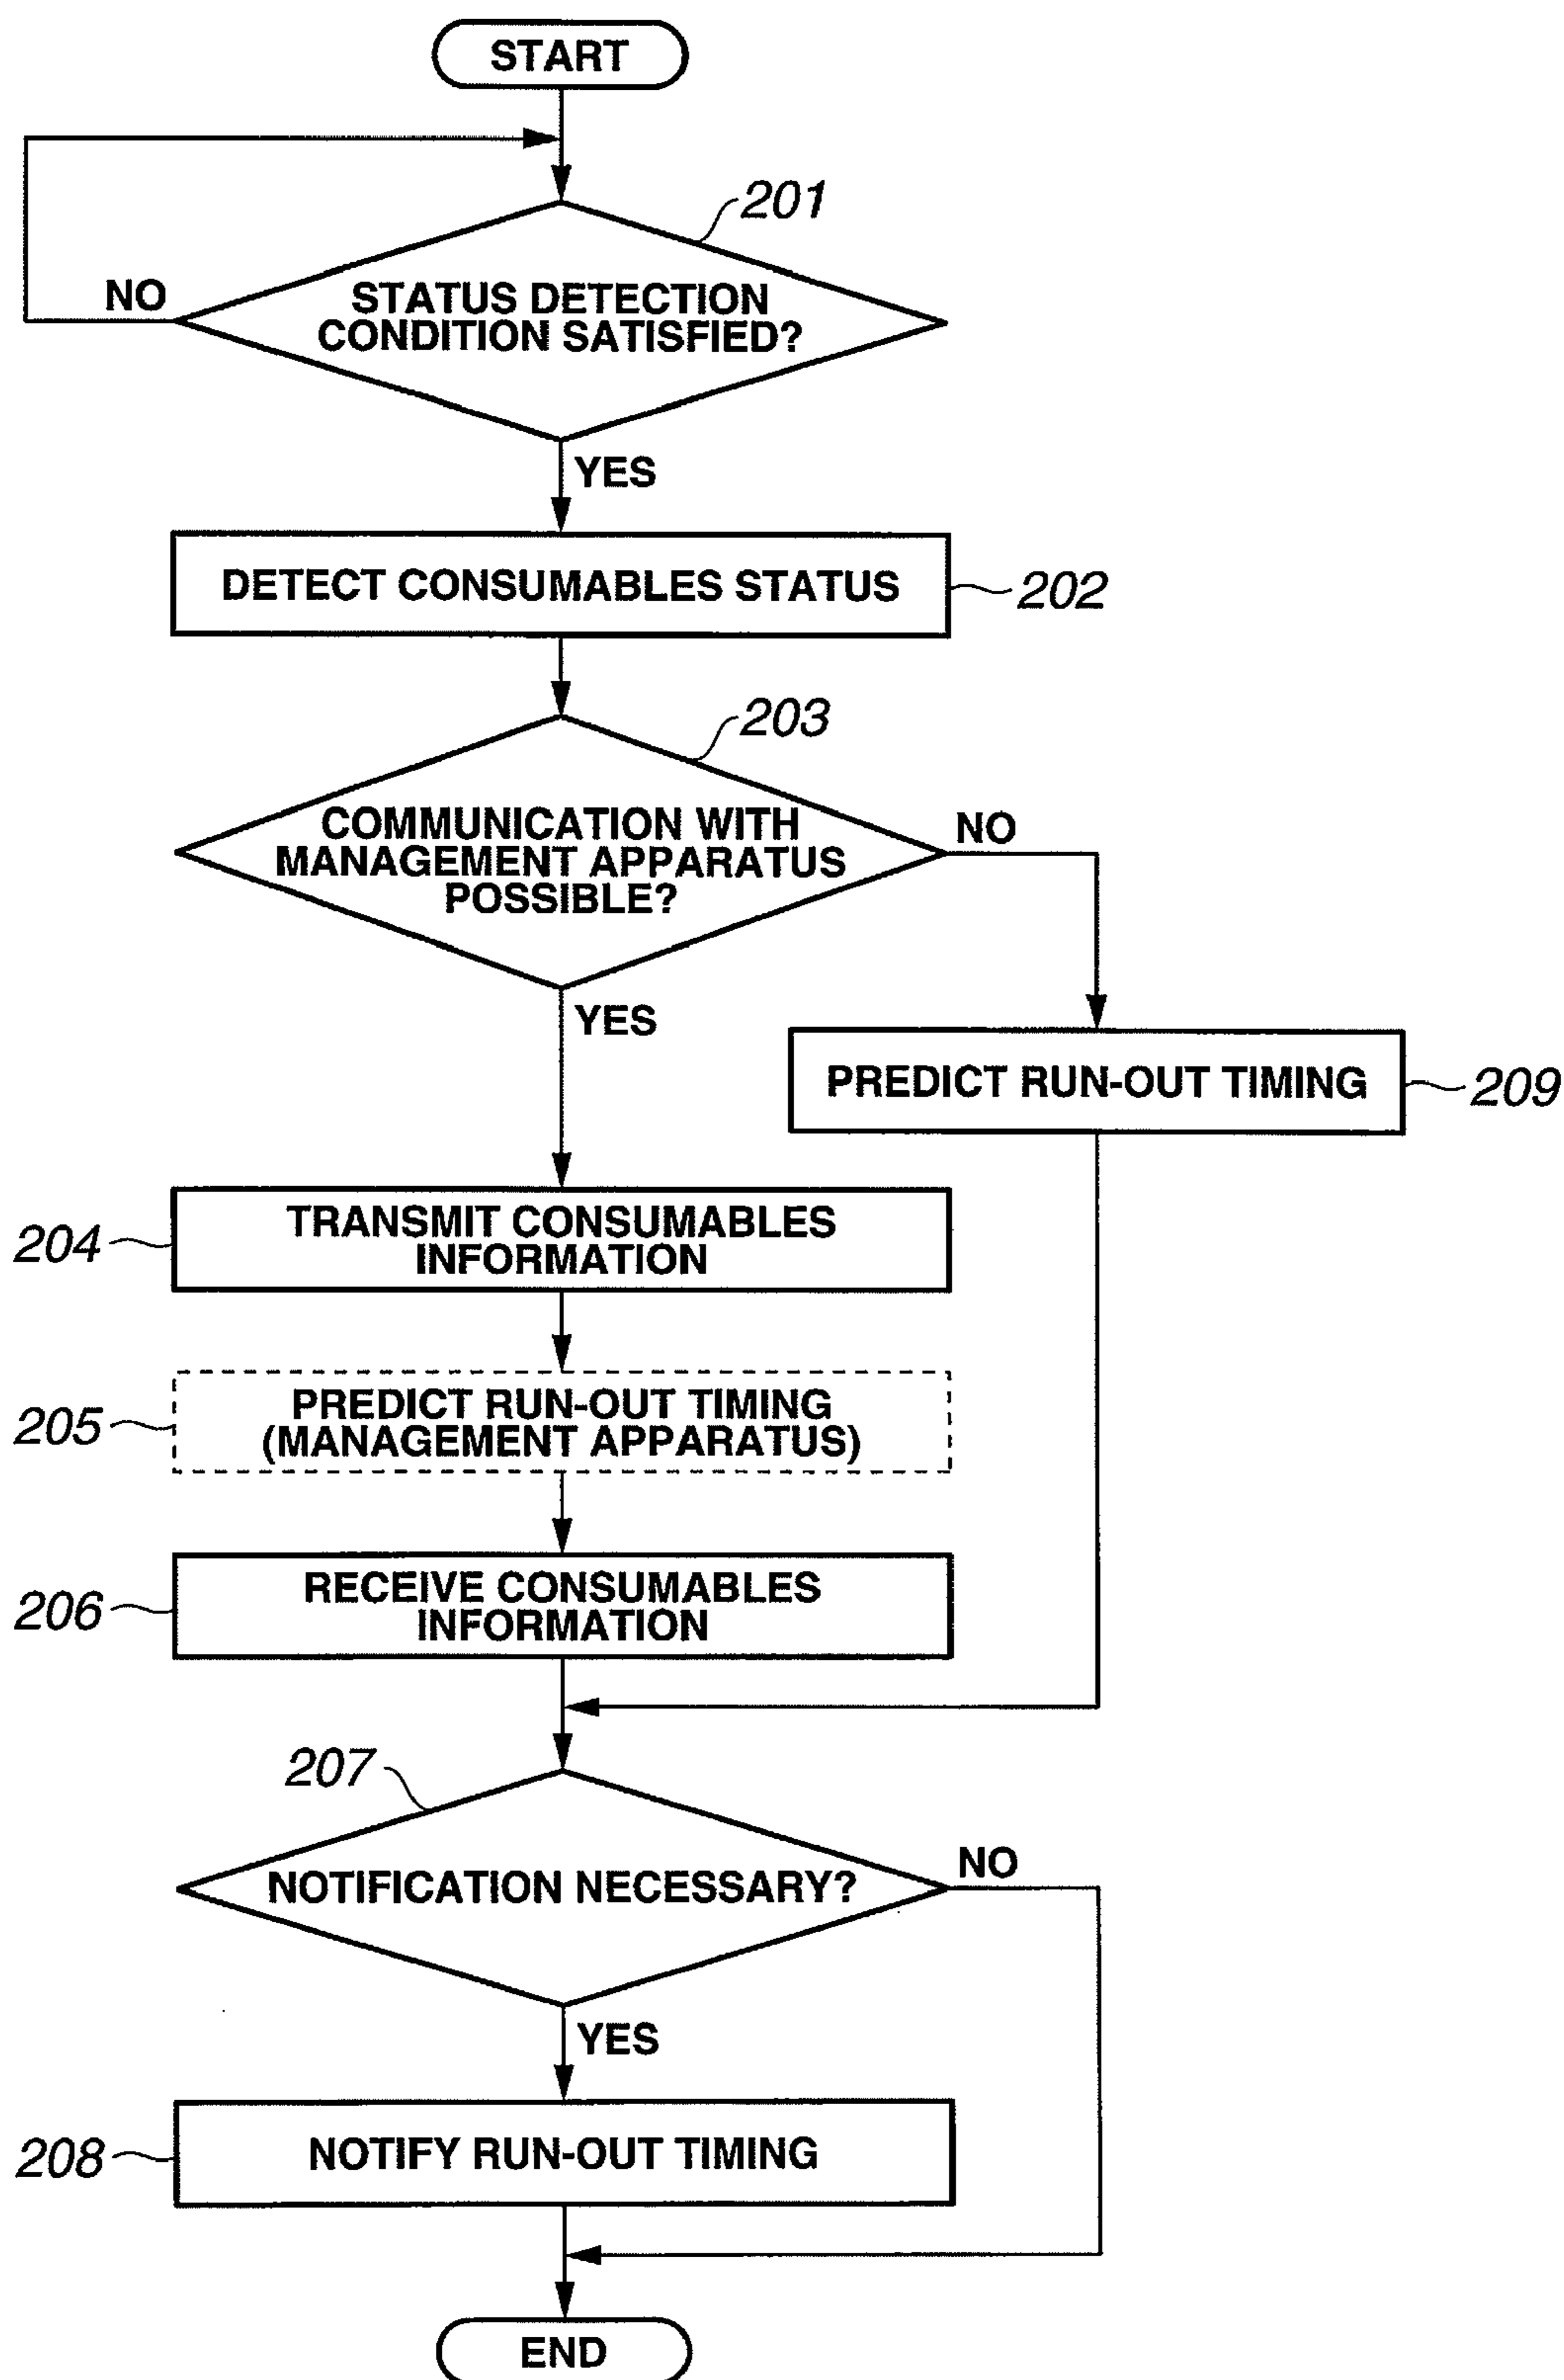 START
201
NO
STATUS DETECTION
CONDITION SATISFIED?
YES
DETECT CONSUMABLES STATUS
202
203
COMMUNICATION WITH
MANAGEMENT APPARATUS
POSSIBLE?
NO
YES
PREDICT RUN-OUT TIMING
209
204
TRANSMIT CONSUMABLES
INFORMATION
205
PREDICT RUN-OUT TIMING
(MANAGEMENT APPARATUS)
206
RECEIVE CONSUMABLES
INFORMATION
207
NOTIFICATION NECESSARY?
NO
YES
208
NOTIFY RUN-OUT TIMING
END